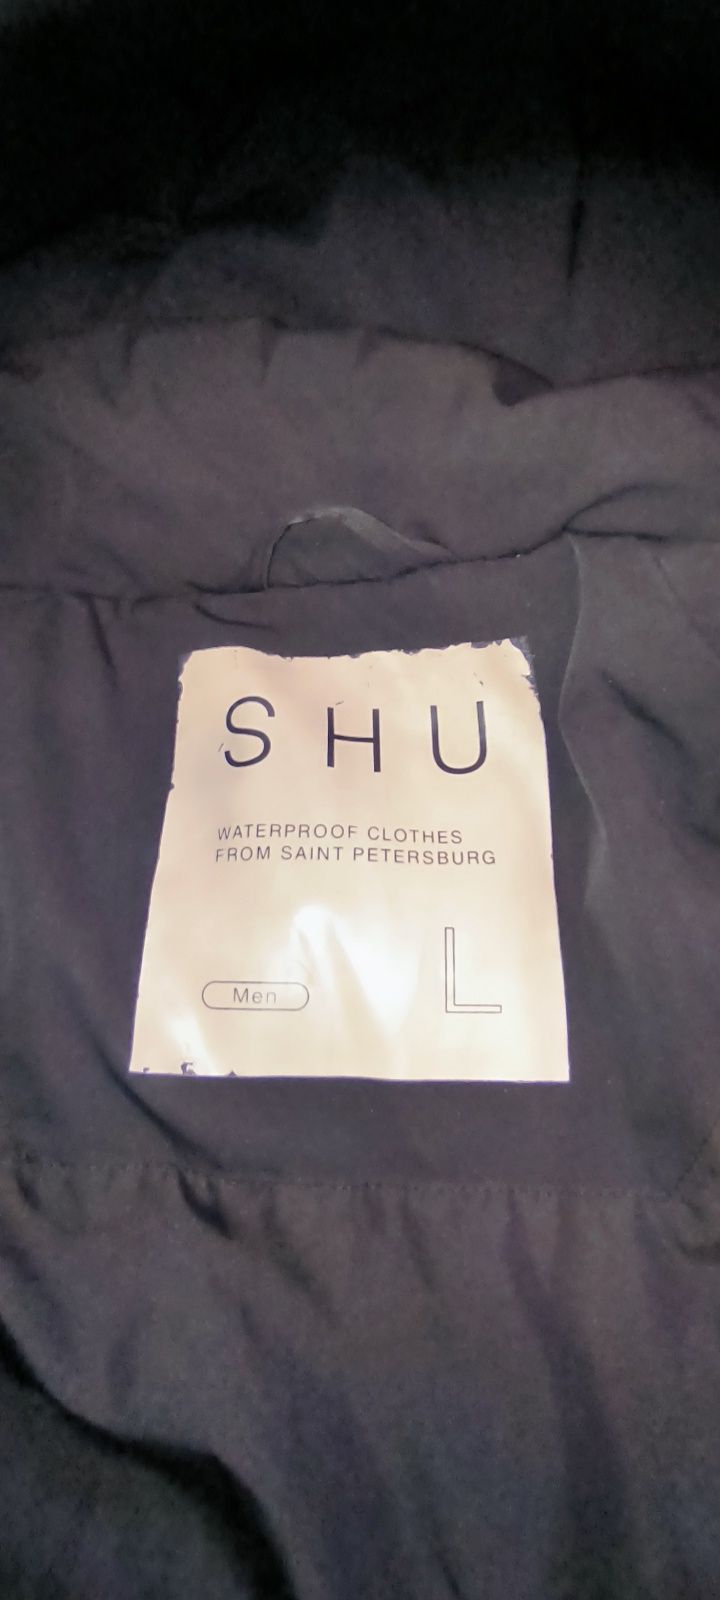 SHU
WATERPROOF CLOTHES
FROM SAINT PETERSBURG
Men
L